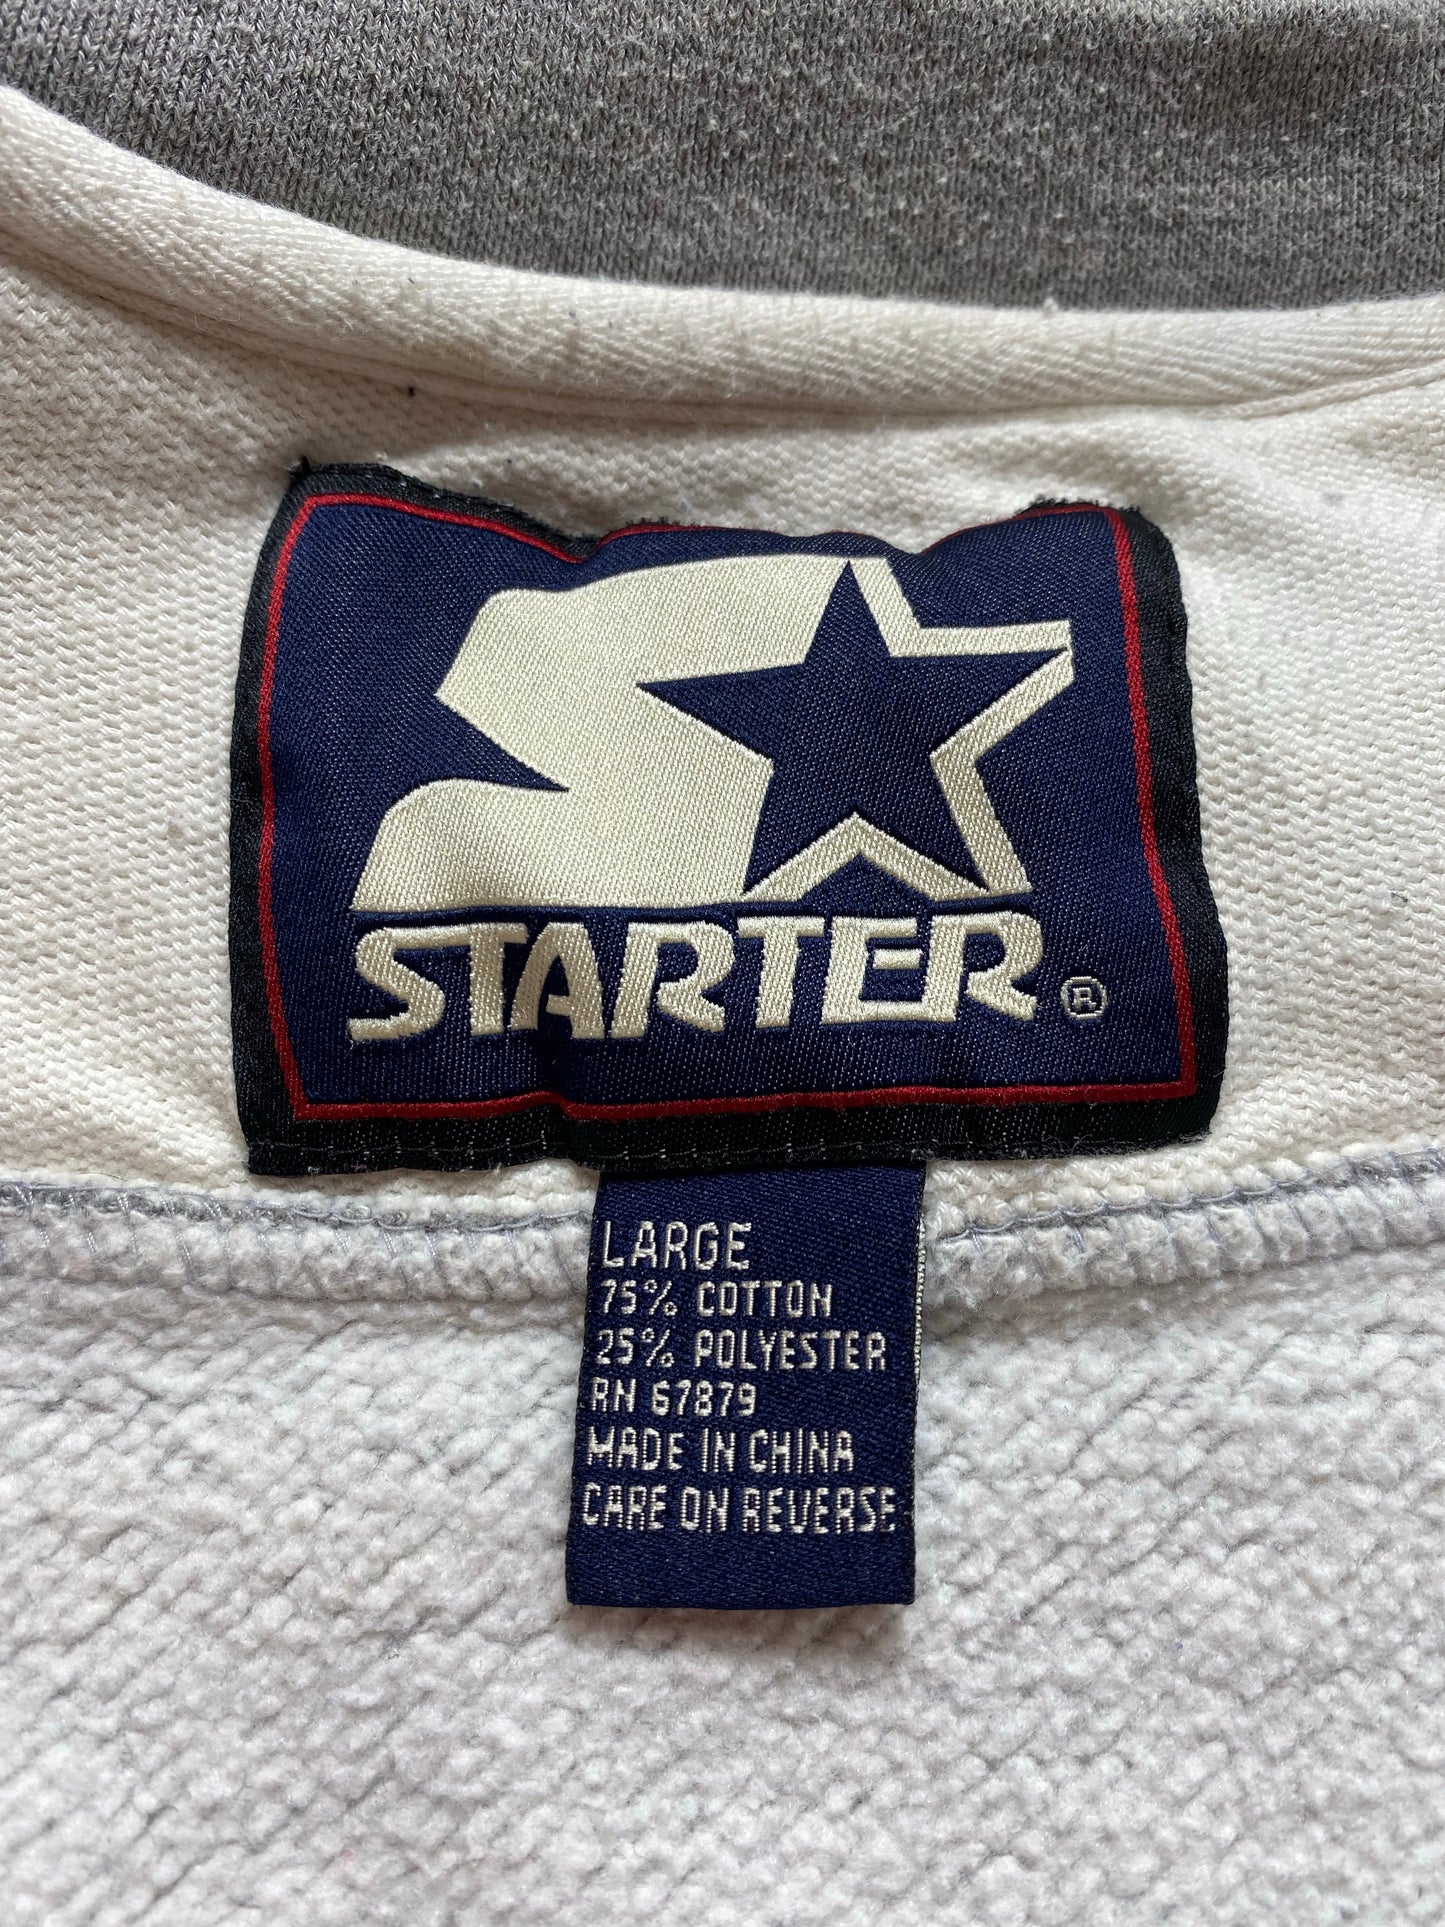 STARTER®
LARGE
75% COTTON
25% POLYESTER
RN 67879
MADE IN CHINA
CARE ON REVERSE